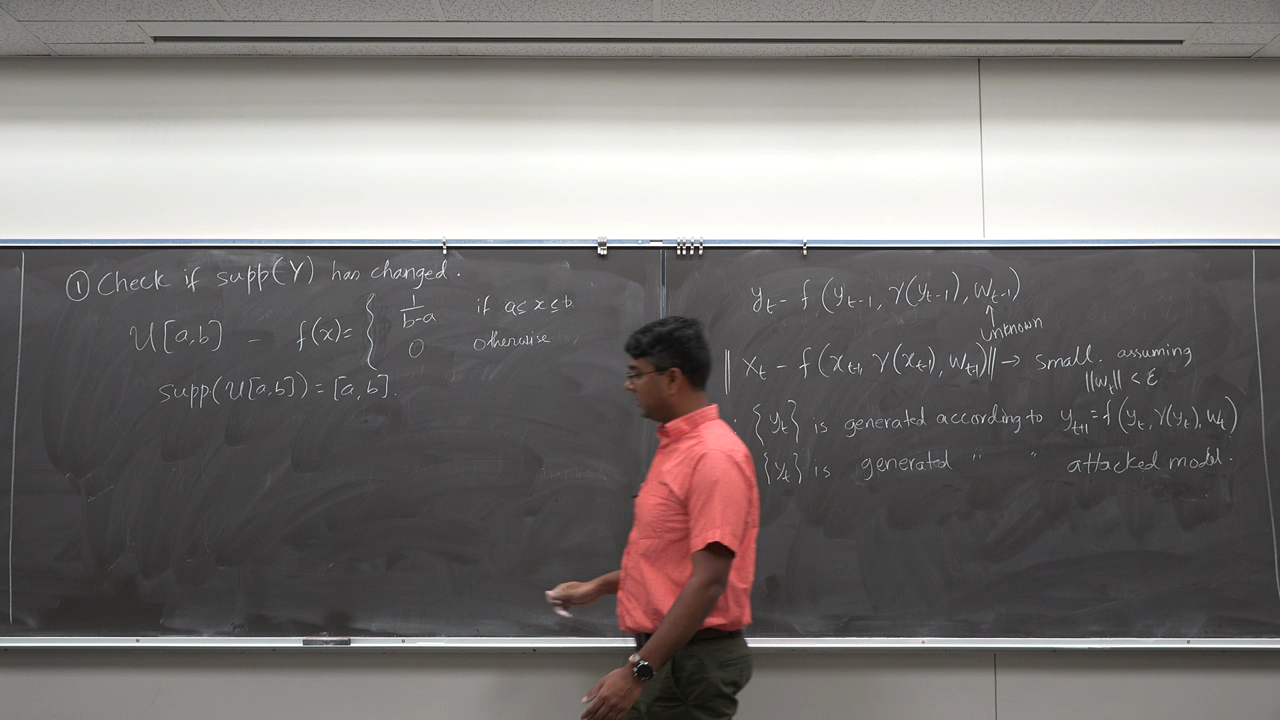 ① Check if supp(Y) has changed.
U[a,b] – f(x)= { 1/(b-a) if a≤x≤b
0 otherwise
supp(U[a,b]) = [a,b].
y_t – f(y_{t-1}, γ(y_{t-1}), w_{t-1})
↑
Unknown
‖ x_t – f(x_{t-1}, γ(x_{t-1}), w_{t-1})‖ → small. assuming
‖w_t‖ < ε
{y_t} is generated according to y_{t+1} = f(y_t, γ(y_t), w_t)
{y_t} is generated " " attacked model.